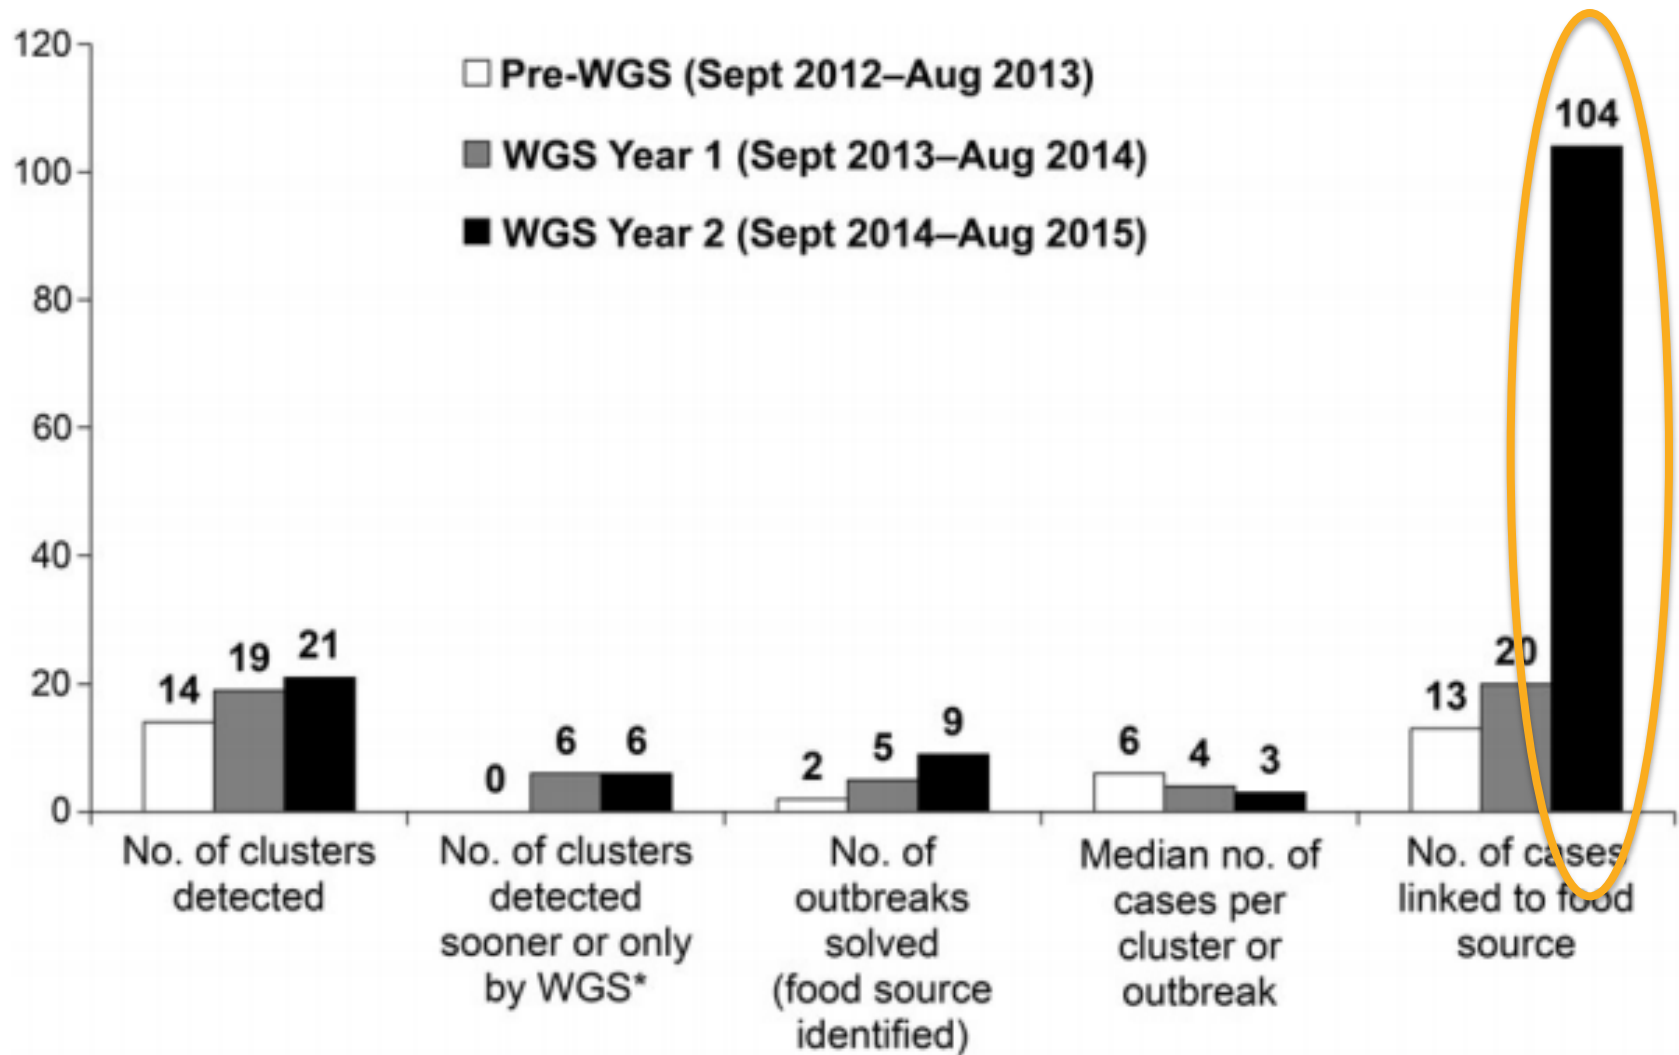 120
100
80
60
40
20
0
Pre-WGS (Sept 2012–Aug 2013)
WGS Year 1 (Sept 2013–Aug 2014)
WGS Year 2 (Sept 2014–Aug 2015)
14
19
21
0
6
6
2
5
9
6
4
3
13
20
104
No. of clusters
detected
No. of clusters
detected
sooner or only
by WGS*
No. of
outbreaks
solved
(food source
identified)
Median no. of
cases per
cluster or
outbreak
No. of cases
linked to food
source